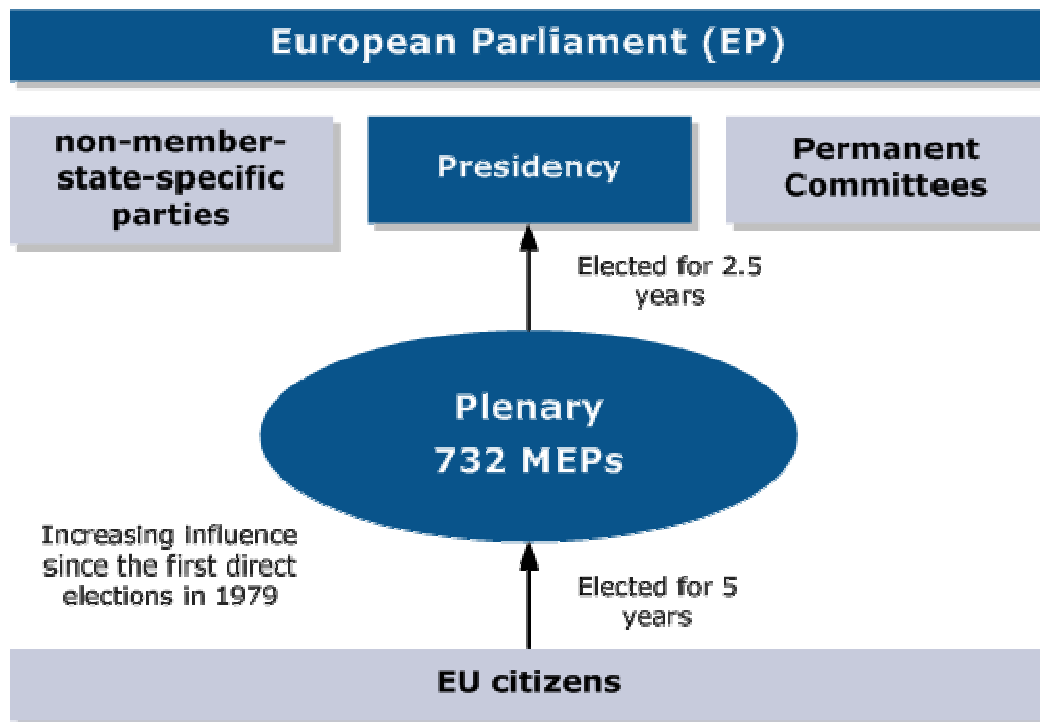 European Parliament (EP)
non-member-
state-specific
parties
Presidency
Permanent
Committees
Elected for 2.5
years
Plenary
732 MEPs
Increasing influence
since the first direct
elections in 1979
Elected for 5
years
EU citizens